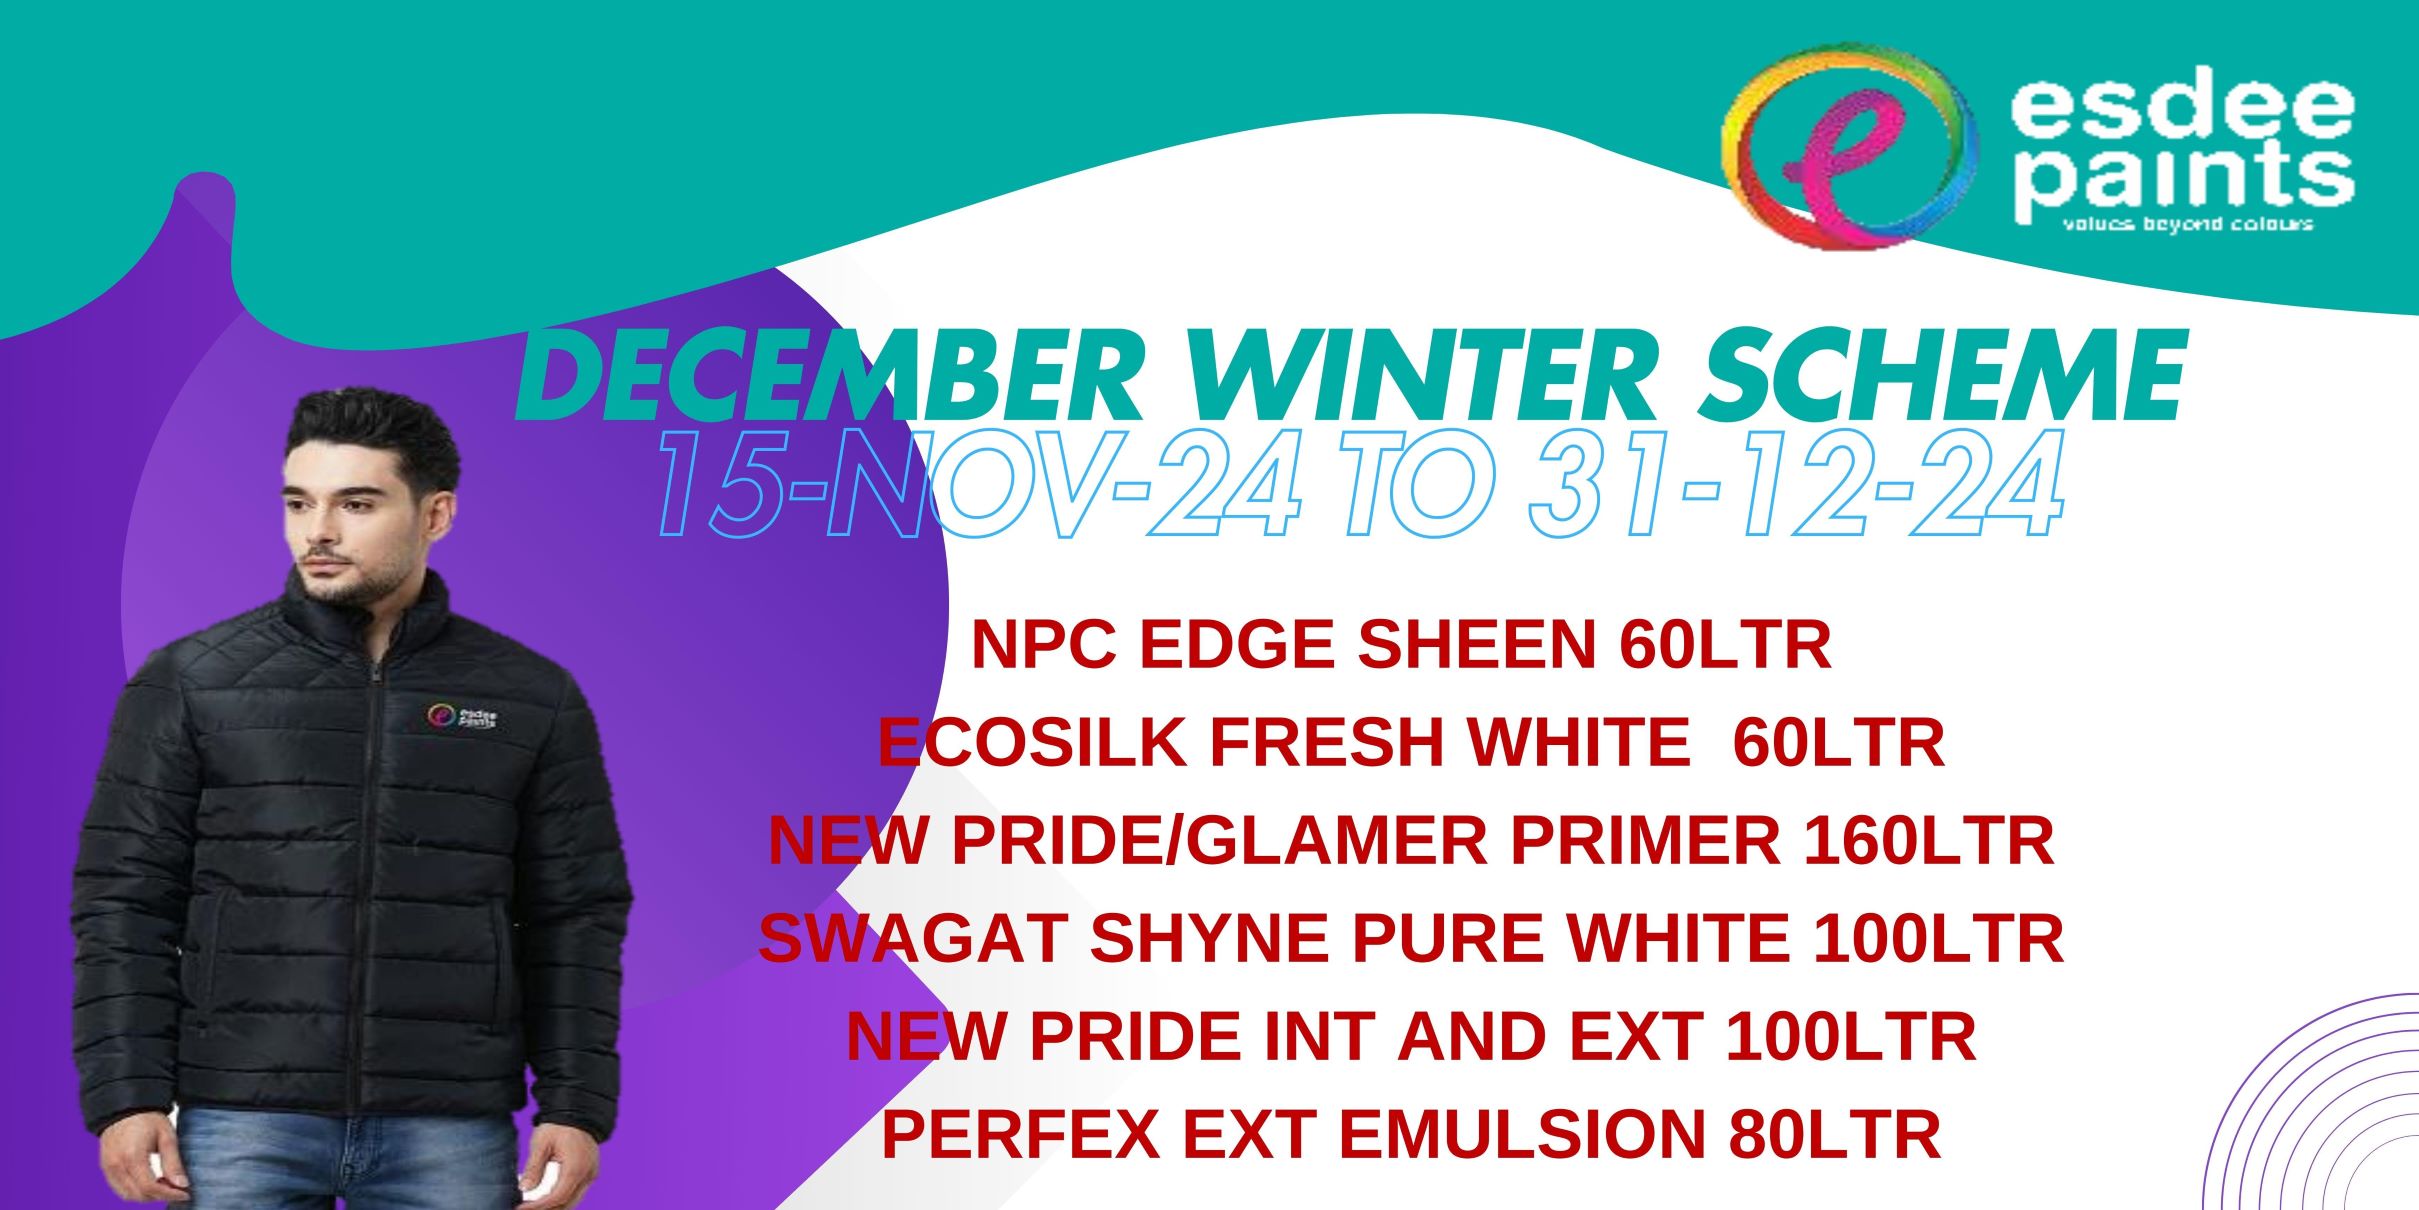 esdee
paints
values beyond colours
DECEMBER WINTER SCHEME
15-NOV-24 TO 31-12-24
esdee
paints
NPC EDGE SHEEN 60LTR
ECOSILK FRESH WHITE  60LTR
NEW PRIDE/GLAMER PRIMER 160LTR
SWAGAT SHYNE PURE WHITE 100LTR
NEW PRIDE INT AND EXT 100LTR
PERFEX EXT EMULSION 80LTR